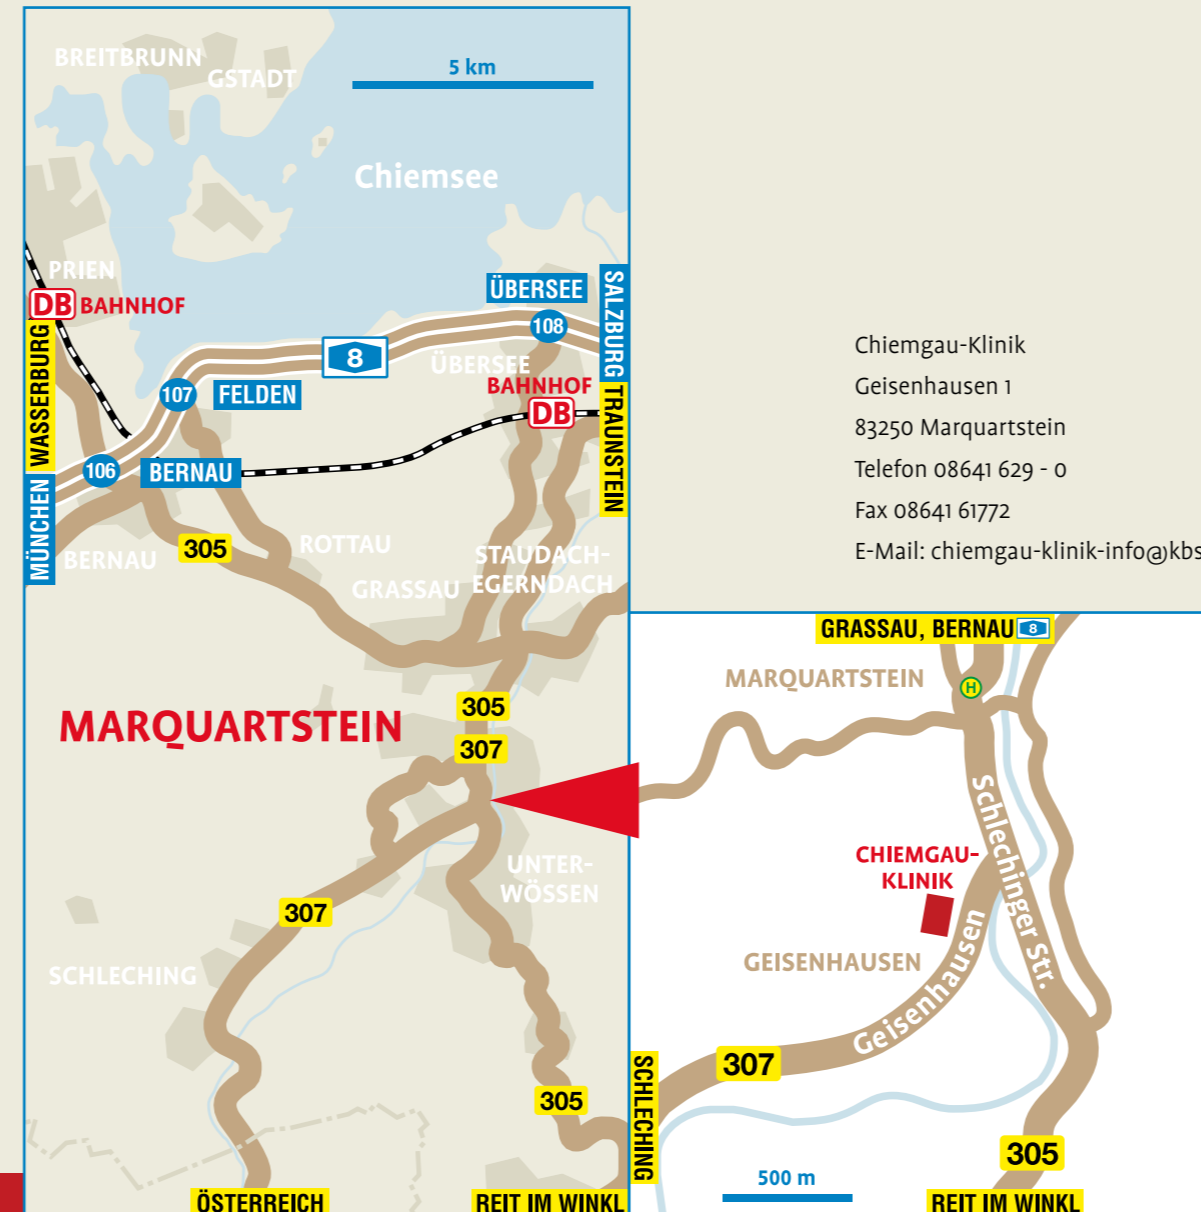 BREITBRUNN
GSTADT
5 km
Chiemsee
PRIEN
DB BAHNHOF
ÜBERSEE
SALZBURG
108
WASSERBURG
8
ÜBERSEE
BAHNHOF
DB
TRAUNSTEIN
107
FELDEN
106
BERNAU
MÜNCHEN
BERNAU
305
ROTTAU
STAUDACH-
EGERNDACH
GRASSAU
MARQUARTSTEIN
305
307
UNTER-
WÖSSEN
307
SCHLECHING
305
ÖSTERREICH
REIT IM WINKL
Chiemgau-Klinik
Geisenhausen 1
83250 Marquartstein
Telefon 08641 629 - 0
Fax 08641 61772
E-Mail: chiemgau-klinik-info@kbs
GRASSAU, BERNAU 8
MARQUARTSTEIN
H
Schlechinger Str.
CHIEMGAU-
KLINIK
GEISENHAUSEN
Geisenhausen
307
SCHLECHING
305
500 m
REIT IM WINKL